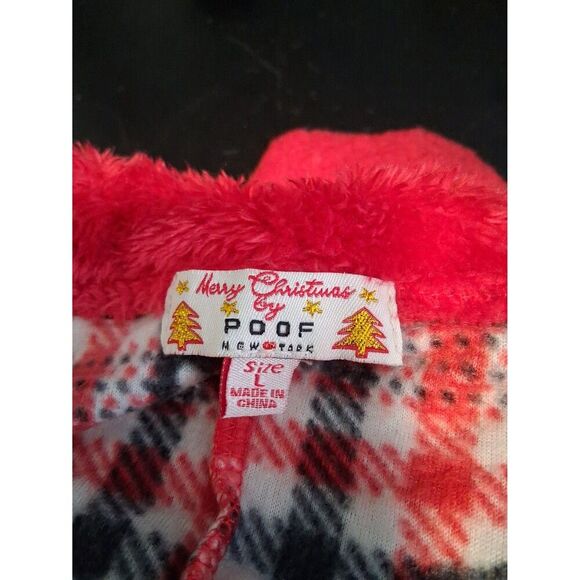 Merry Christmas
by
POOF
NEW YORK
Size
L
MADE IN
CHINA